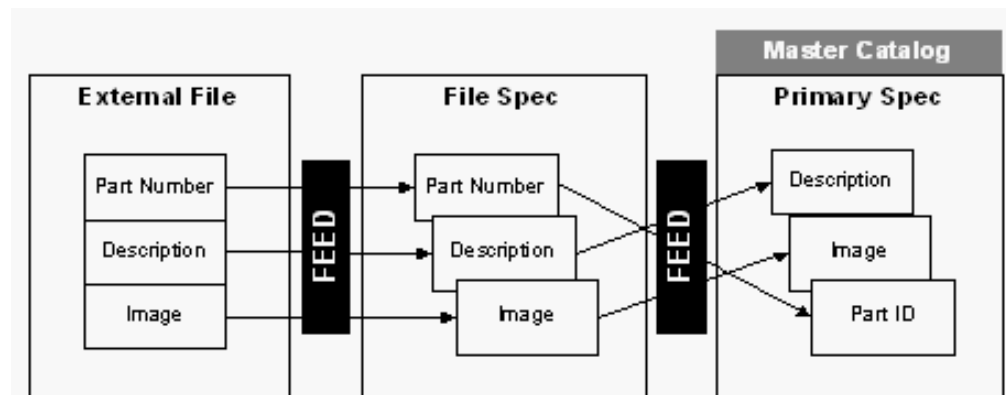 Master Catalog
External File
File Spec
Primary Spec
Part Number
Description
Image
FEED
Part Number
Description
Image
FEED
Description
Image
Part ID